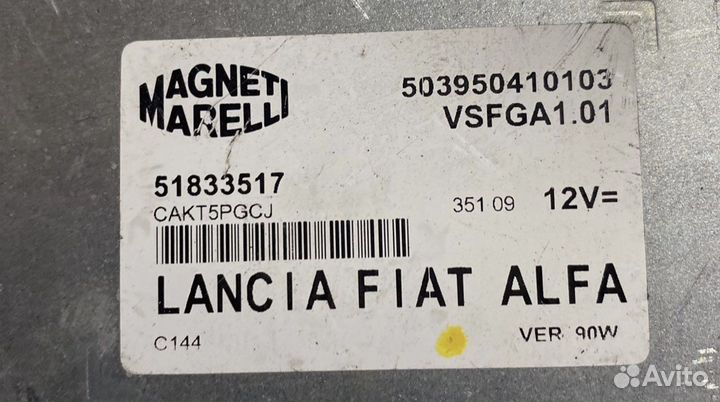 MAGNETI
MARELLI
503950410103
VSFGA1.01
51833517
CAKT5PGCJ
351 09 12V=
LANCIA FIAT ALFA
C144
VER 90W
Avito